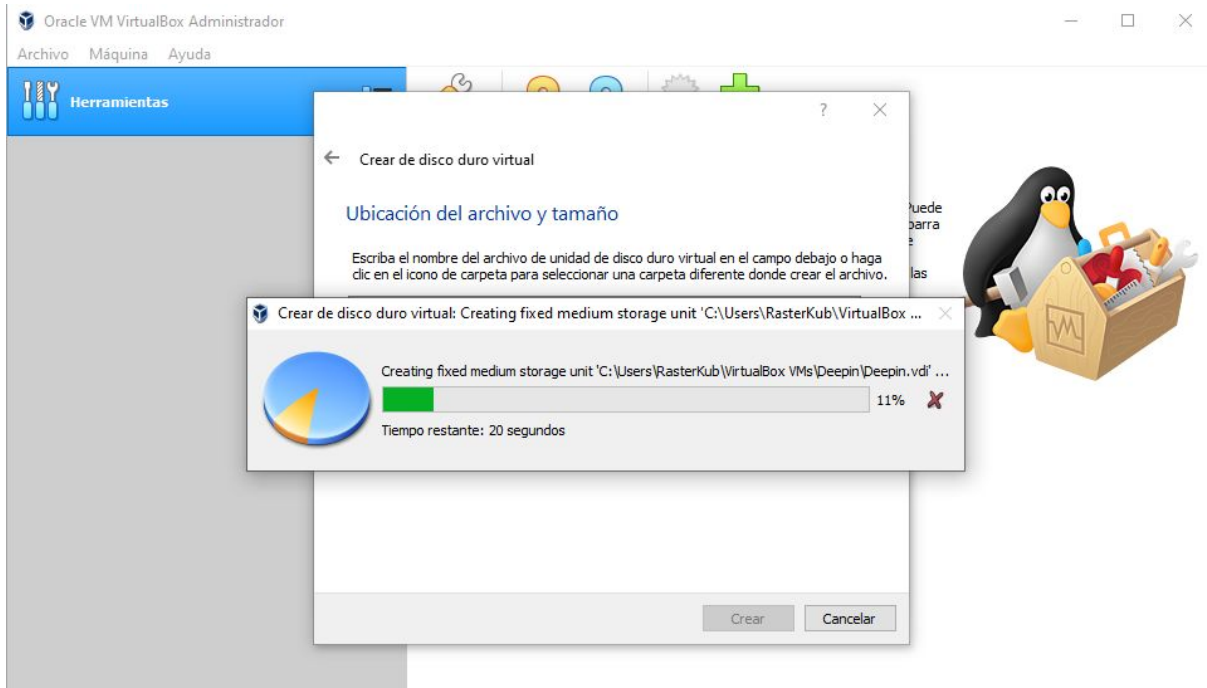 Oracle VM VirtualBox Administrador
Archivo Máquina Ayuda
Herramientas
?
Crear de disco duro virtual
Ubicación del archivo y tamaño
Escriba el nombre del archivo de unidad de disco duro virtual en el campo debajo o haga
clic en el icono de carpeta para seleccionar una carpeta diferente donde crear el archivo.
Puede
barra
las
Crear de disco duro virtual: Creating fixed medium storage unit 'C:\Users\RasterKub\VirtualBox ...
Creating fixed medium storage unit 'C:\Users\RasterKub\VirtualBox VMs\Deepin\Deepin.vdi' ...
11%
Tiempo restante: 20 segundos
Crear Cancelar